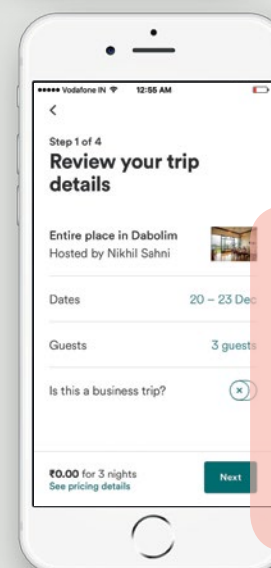 Vodafone IN 12:55 AM
Step 1 of 4
Review your trip
details
Entire place in Dabolim
Hosted by Nikhil Sahni
Dates 20 – 23 Dec
Guests 3 guests
Is this a business trip?
₹0.00 for 3 nights
See pricing details
Next